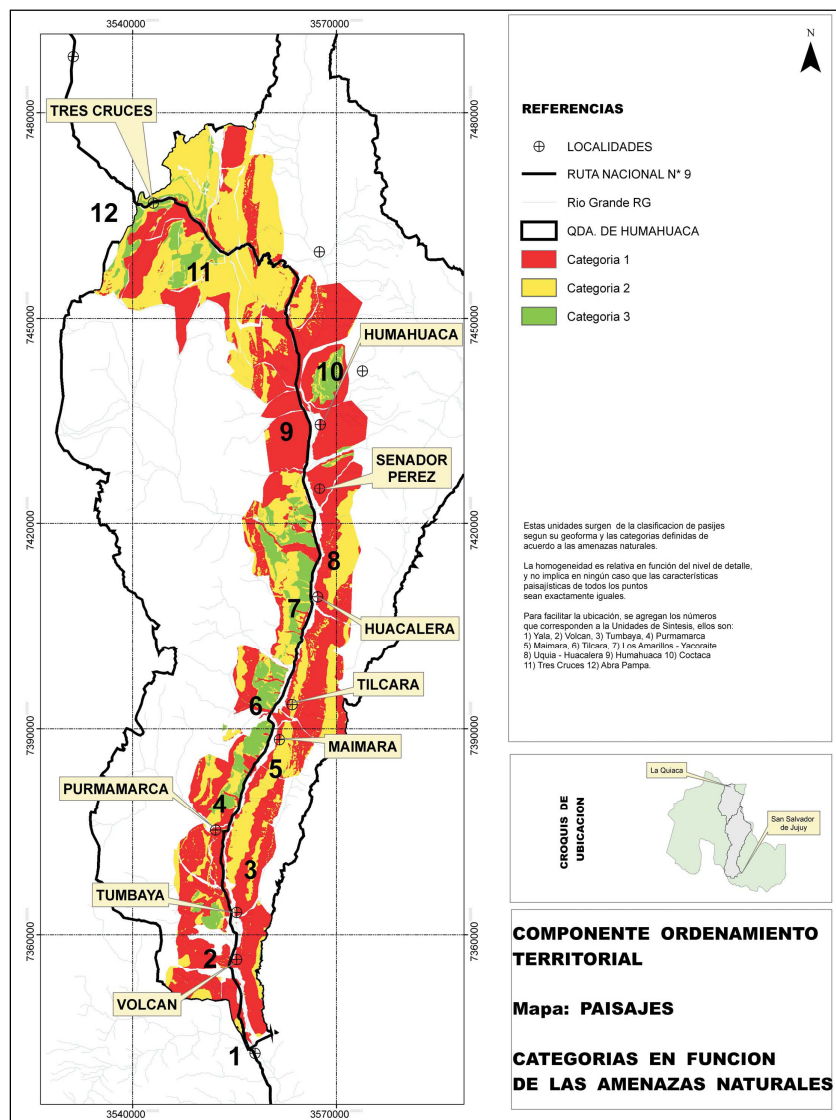 3540000
3570000
7480000
7480000
7450000
7450000
7420000
7420000
7390000
7390000
7360000
7360000
3540000
3570000
TRES CRUCES
12
11
HUMAHUACA
10
9
SENADOR
PEREZ
8
7
HUACALERA
6
TILCARA
MAIMARA
5
PURMAMARCA
4
3
TUMBAYA
2
VOLCAN
1
N
REFERENCIAS
LOCALIDADES
RUTA NACIONAL N* 9
Rio Grande RG
QDA. DE HUMAHUACA
Categoria 1
Categoria 2
Categoria 3
Estas unidades surgen de la clasificacion de pasijes
segun su geoforma y las categorias definidas de
acuerdo a las amenazas naturales.
La homogeneidad es relativa en función del nivel de detalle,
y no implica en ningún caso que las características
paisajísticas de todos los puntos
sean exactamente iguales.
Para facilitar la ubicación, se agregan los números
que corresponden a la Unidades de Sintesis, ellos son:
1) Yala, 2) Volcan, 3) Tumbaya, 4) Purmamarca
5) Maimara, 6) Tilcara, 7) Los Amarillos - Yacoraite
8) Uquia - Huacalera 9) Humahuaca 10) Coctaca
11) Tres Cruces 12) Abra Pampa.
CROQUIS DE
UBICACION
La Quiaca
San Salvador
de Jujuy
COMPONENTE ORDENAMIENTO
TERRITORIAL
Mapa: PAISAJES
CATEGORIAS EN FUNCION
DE LAS AMENAZAS NATURALES